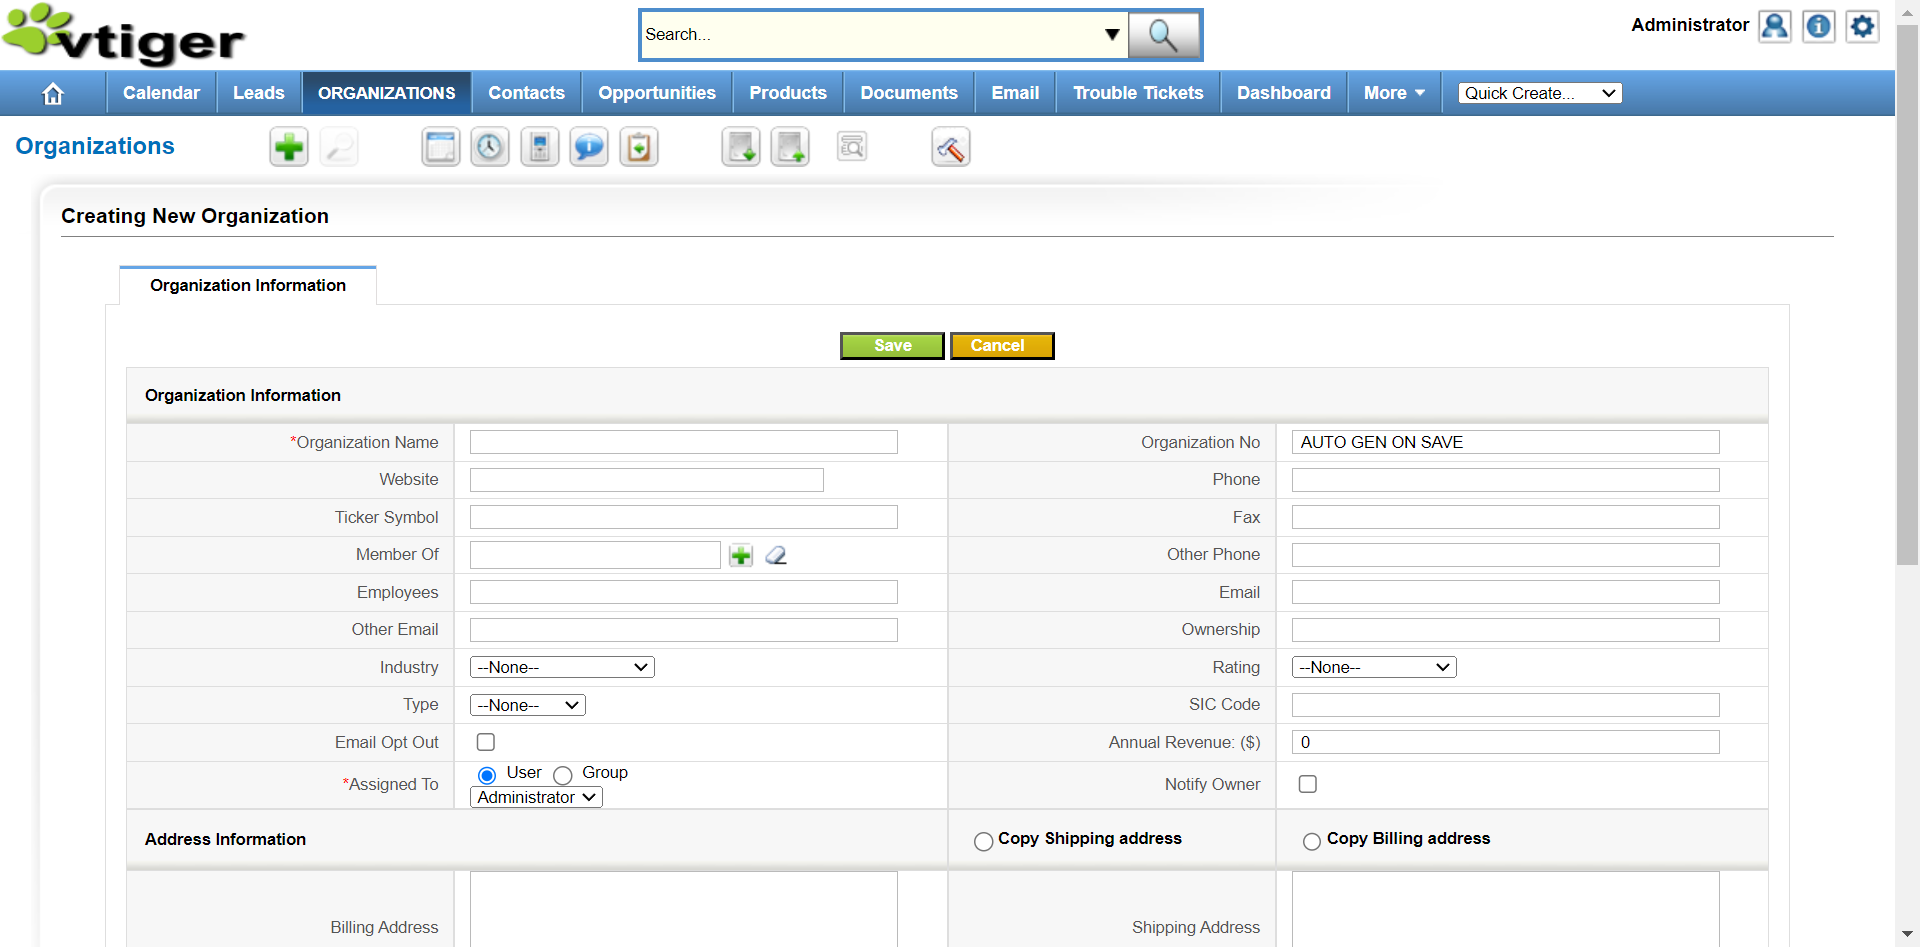 vtiger
Search...
Administrator
Calendar
Leads
ORGANIZATIONS
Contacts
Opportunities
Products
Documents
Email
Trouble Tickets
Dashboard
More
Quick Create...
Organizations
Creating New Organization
Organization Information
Save
Cancel
Organization Information
*Organization Name
Organization No
AUTO GEN ON SAVE
Website
Phone
Ticker Symbol
Fax
Member Of
Other Phone
Employees
Email
Other Email
Ownership
Industry
--None--
Rating
--None--
Type
--None--
SIC Code
Email Opt Out
Annual Revenue: ($)
0
*Assigned To
User
Group
Administrator
Notify Owner
Address Information
Copy Shipping address
Copy Billing address
Billing Address
Shipping Address